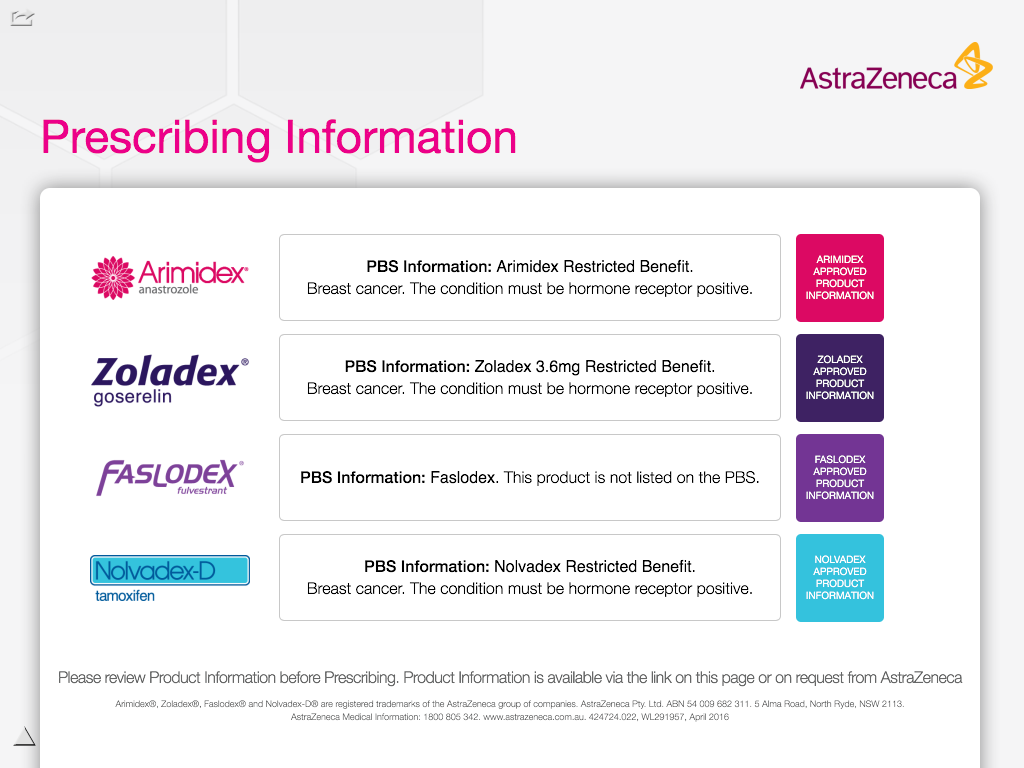 AstraZeneca
Prescribing Information
Arimidex®
anastrozole
PBS Information: Arimidex Restricted Benefit.
Breast cancer. The condition must be hormone receptor positive.
ARIMIDEX
APPROVED
PRODUCT
INFORMATION
Zoladex®
goserelin
PBS Information: Zoladex 3.6mg Restricted Benefit.
Breast cancer. The condition must be hormone receptor positive.
ZOLADEX
APPROVED
PRODUCT
INFORMATION
FASLODEX®
fulvestrant
PBS Information: Faslodex. This product is not listed on the PBS.
FASLODEX
APPROVED
PRODUCT
INFORMATION
Nolvadex-D
tamoxifen
PBS Information: Nolvadex Restricted Benefit.
Breast cancer. The condition must be hormone receptor positive.
NOLVADEX
APPROVED
PRODUCT
INFORMATION
Please review Product Information before Prescribing. Product Information is available via the link on this page or on request from AstraZeneca
Arimidex®, Zoladex®, Faslodex® and Nolvadex-D® are registered trademarks of the AstraZeneca group of companies. AstraZeneca Pty. Ltd. ABN 54 009 682 311. 5 Alma Road, North Ryde, NSW 2113.
AstraZeneca Medical Information: 1800 805 342. www.astrazeneca.com.au. 424724.022, WL291957, April 2016